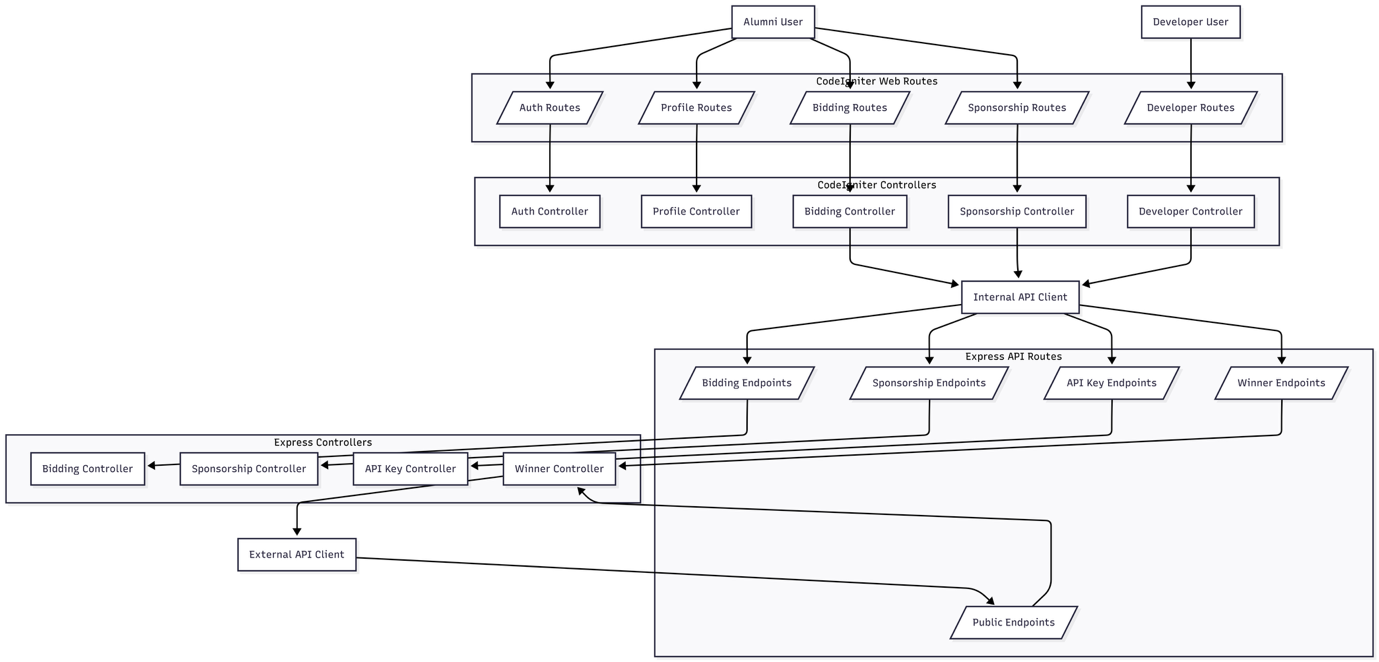 Alumni User
Developer User
CodeIgniter Web Routes
Auth Routes
Profile Routes
Bidding Routes
Sponsorship Routes
Developer Routes
CodeIgniter Controllers
Auth Controller
Profile Controller
Bidding Controller
Sponsorship Controller
Developer Controller
Internal API Client
Express API Routes
Bidding Endpoints
Sponsorship Endpoints
API Key Endpoints
Winner Endpoints
Express Controllers
Bidding Controller
Sponsorship Controller
API Key Controller
Winner Controller
External API Client
Public Endpoints